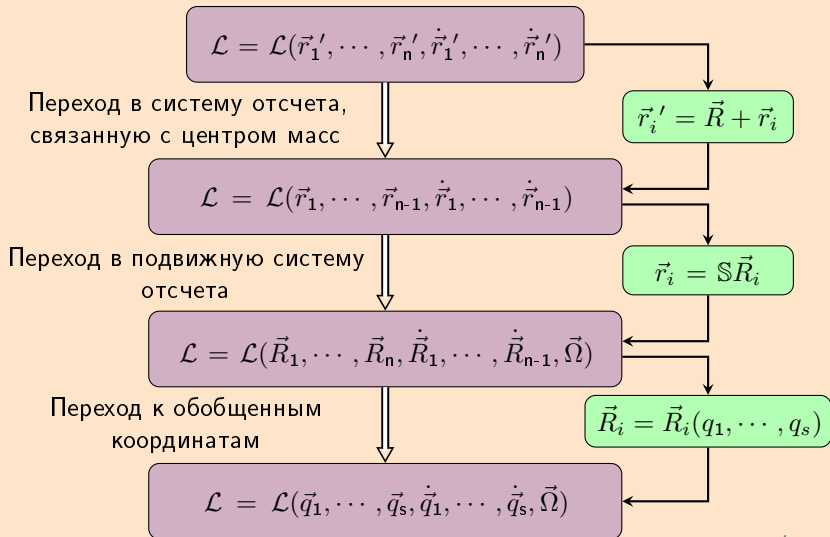 ℒ = ℒ(r⃗₁′, ⋯ , r⃗ₙ′, ṙ⃗₁′, ⋯ , ṙ⃗ₙ′)
Переход в систему отсчета,
связанную с центром масс
r⃗ᵢ′ = R⃗ + r⃗ᵢ
ℒ = ℒ(r⃗₁, ⋯ , r⃗ₙ₋₁, ṙ⃗₁, ⋯ , ṙ⃗ₙ₋₁)
Переход в подвижную систему
отсчета
r⃗ᵢ = 𝕊R⃗ᵢ
ℒ = ℒ(R⃗₁, ⋯ , R⃗ₙ, Ṙ⃗₁, ⋯ , Ṙ⃗ₙ₋₁, Ω⃗)
Переход к обобщенным
координатам
R⃗ᵢ = R⃗ᵢ(q₁, ⋯ , qₛ)
ℒ = ℒ(q⃗₁, ⋯ , q⃗ₛ, q̇⃗₁, ⋯ , q̇⃗ₛ, Ω⃗)